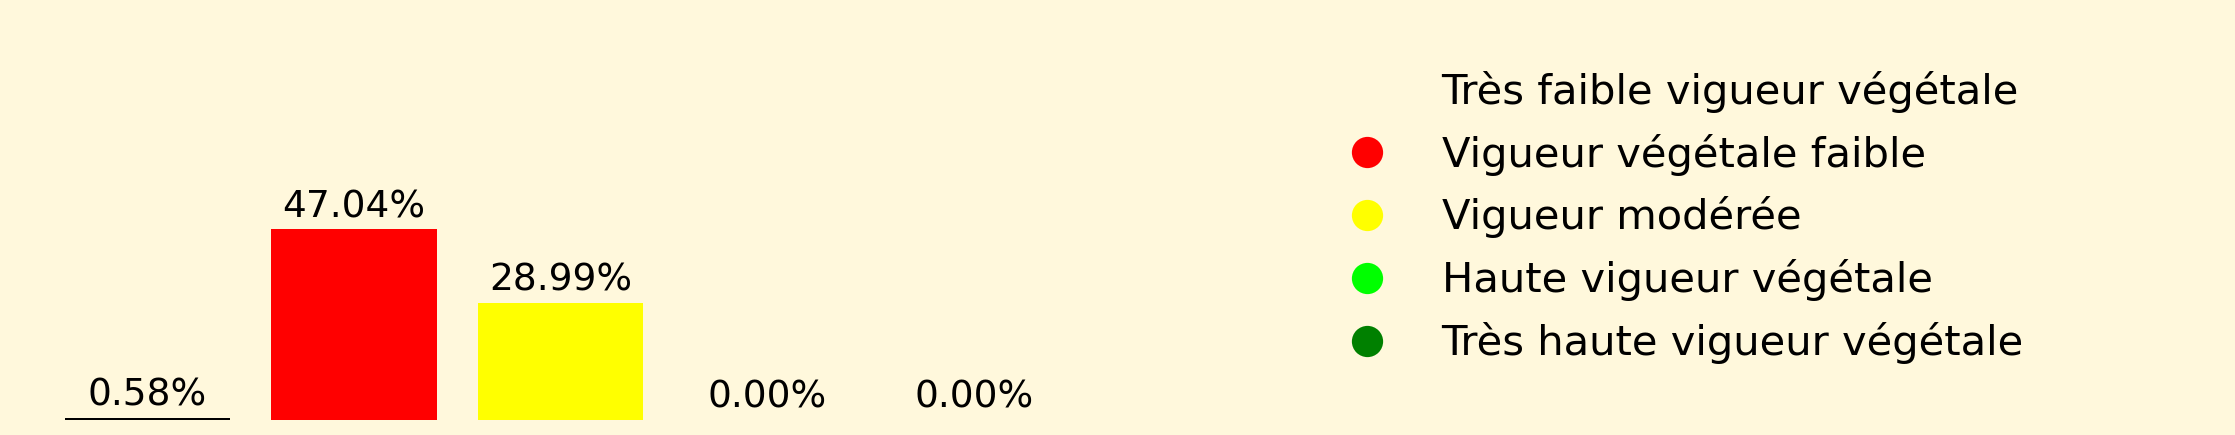 0.58%
47.04%
28.99%
0.00%
0.00%
Très faible vigueur végétale
Vigueur végétale faible
Vigueur modérée
Haute vigueur végétale
Très haute vigueur végétale